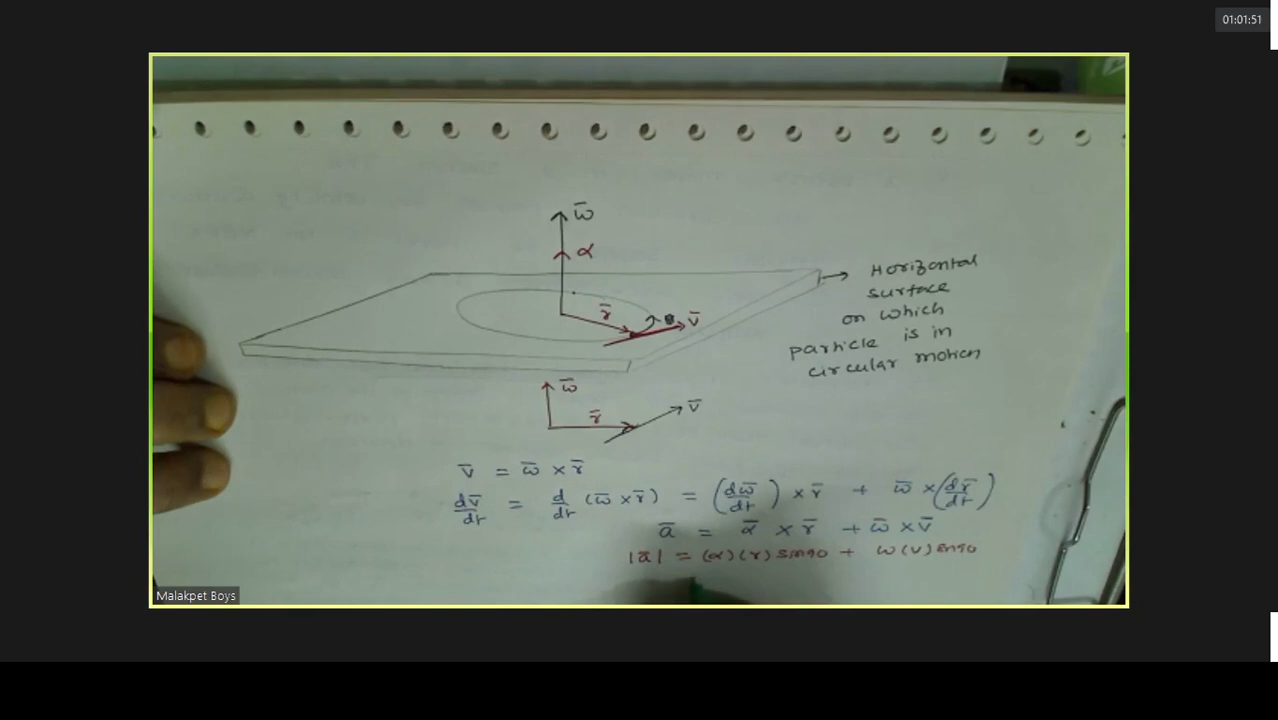 01:01:51
ω̄
α
r̄
v̄
Horizontal
surface
on which
particle is in
circular motion
ω̄
r̄
v̄
v̄ = ω̄ × r̄
dv̄/dt = d/dt (ω̄ × r̄) = (dω̄/dt) × r̄ + ω̄ × (dr̄/dt)
ā = ᾱ × r̄ + ω̄ × v̄
|ā| = (α)(r) sin90 + ω(v) sin90
Malakpet Boys